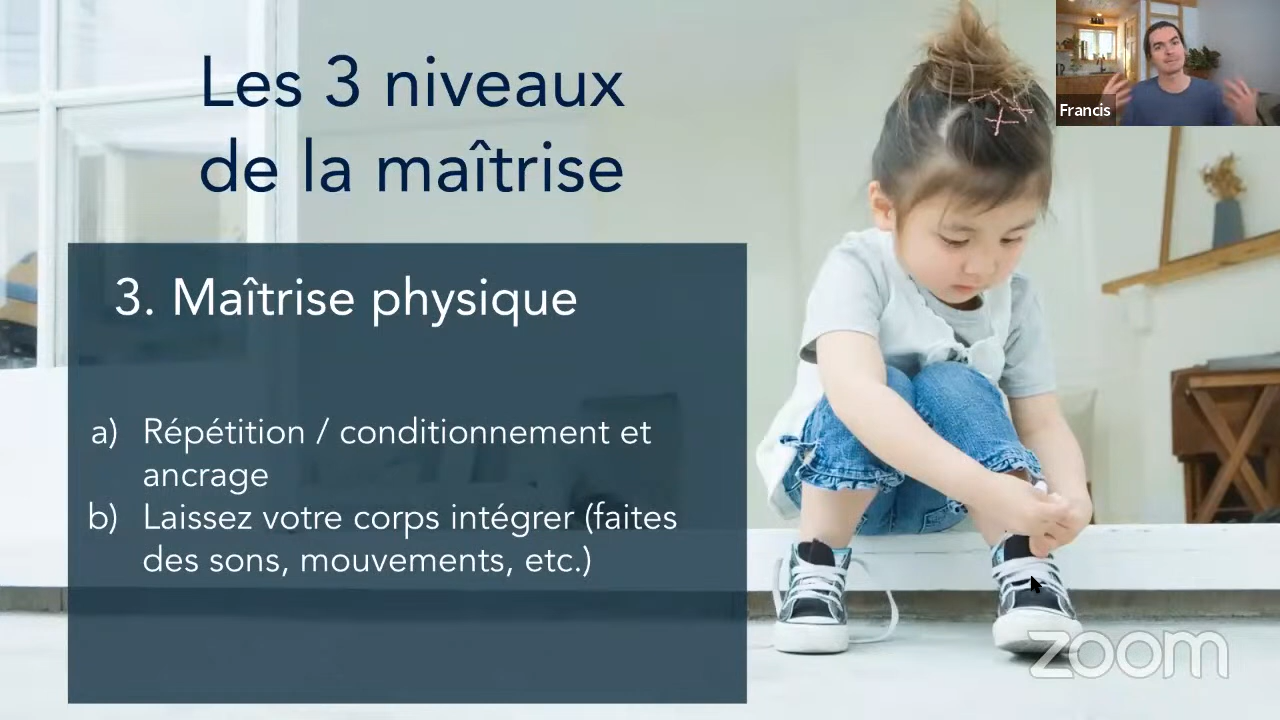 Les 3 niveaux
de la maîtrise
3. Maîtrise physique
a) Répétition / conditionnement et
ancrage
b) Laissez votre corps intégrer (faites
des sons, mouvements, etc.)
Francis
zoom